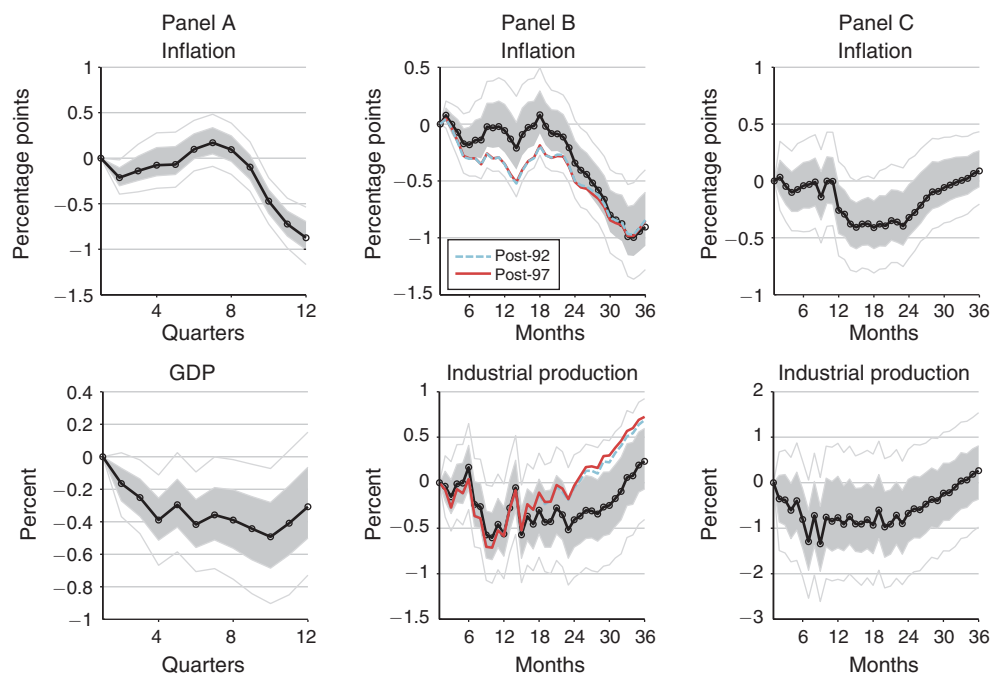 Panel A
Inflation
Percentage points
1
0.5
0
−0.5
−1
−1.5
4
8
12
Quarters
Panel B
Inflation
Percentage points
0.5
0
−0.5
−1
−1.5
Post-92
Post-97
6
12
18
24
30
36
Months
Panel C
Inflation
Percentage points
1
0.5
0
−0.5
−1
6
12
18
24
30
36
Months
GDP
Percent
0.4
0.2
0
−0.2
−0.4
−0.6
−0.8
−1
4
8
12
Quarters
Industrial production
Percent
1
0.5
0
−0.5
−1
−1.5
6
12
18
24
30
36
Months
Industrial production
Percent
2
1
0
−1
−2
−3
6
12
18
24
30
36
Months